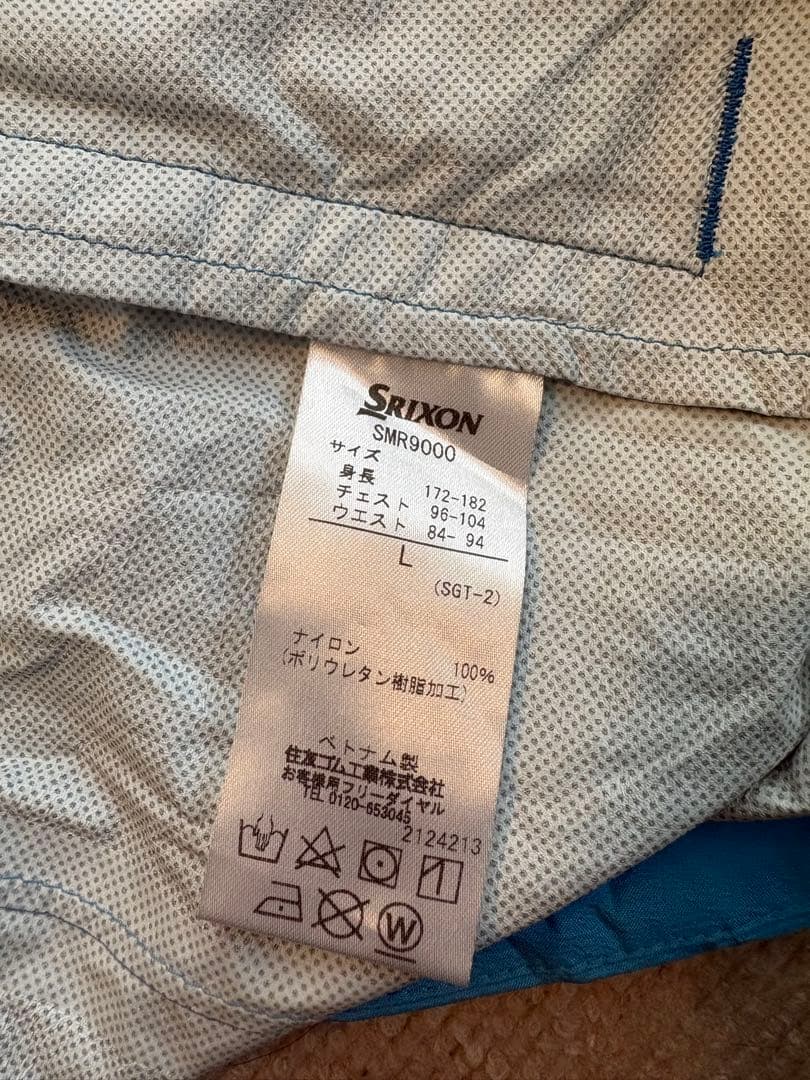 SRIXON
SMR9000
サイズ
身長 172-182
チェスト 96-104
ウエスト 84- 94
L
(SGT-2)
ナイロン 100%
(ポリウレタン樹脂加工)
ベトナム製
住友ゴム工業株式会社
お客様用フリーダイヤル
TEL 0120-653045
2124213
W